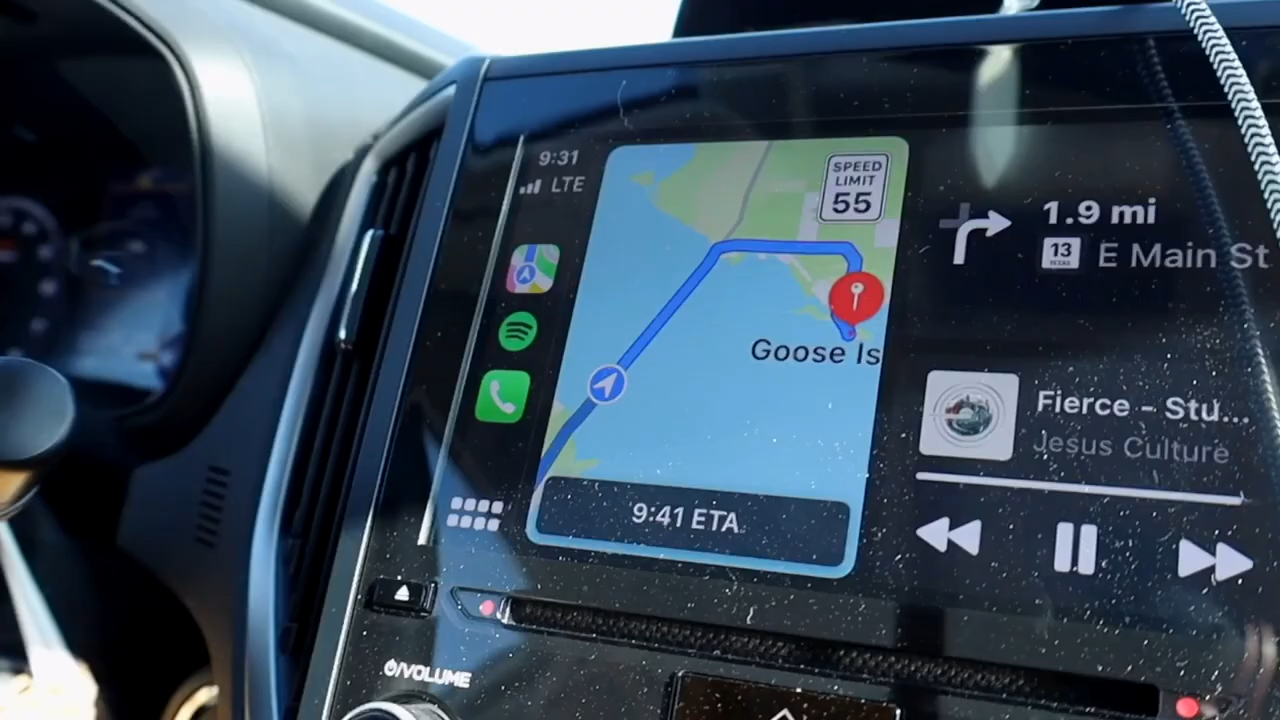 9:31
LTE
SPEED
LIMIT
55
Goose Is
9:41 ETA
1.9 mi
13
TEXAS
E Main St
Fierce - Stu...
Jesus Culture
/VOLUME